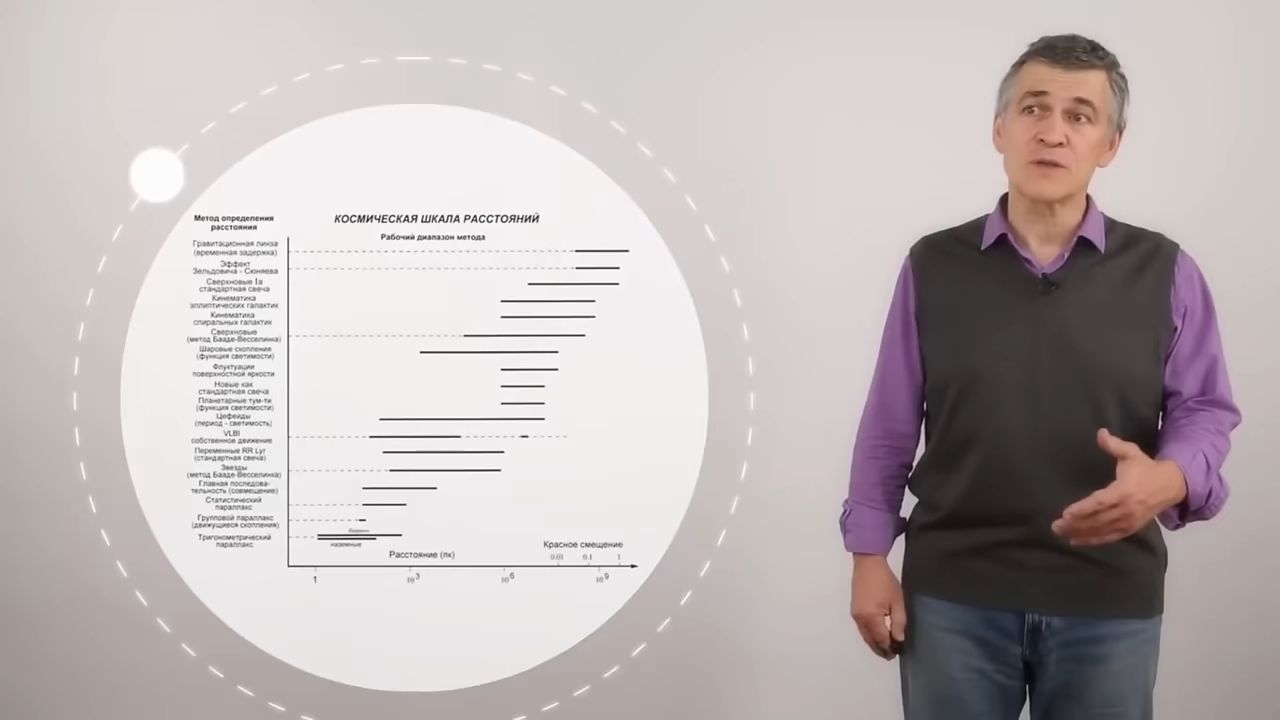 Метод определения
расстояния
КОСМИЧЕСКАЯ ШКАЛА РАССТОЯНИЙ
Рабочий диапазон метода
Гравитационная линза
(временная задержка)
Эффект
Зельдовича - Сюняева
Сверхновые Ia
стандартная свеча
Кинематика
эллиптических галактик
Кинематика
спиральных галактик
Сверхновые
(метод Бааде-Весселинка)
Шаровые скопления
(функция светимости)
Флуктуации
поверхностной яркости
Новые как
стандартная свеча
Планетарные тум-ти
(функция светимости)
Цефеиды
(период - светимость)
VLBI
собственное движение
Переменные RR Lyr
(стандартная свеча)
Звезды
(метод Бааде-Весселинка)
Главная последова-
тельность (совмещение)
Статистический
параллакс
Групповой параллакс
(движущиеся скопления)
Тригонометрический
параллакс
наземные
Расстояние (пк)
Красное смещение
0.01 0.1 1
1 10³ 10⁶ 10⁹